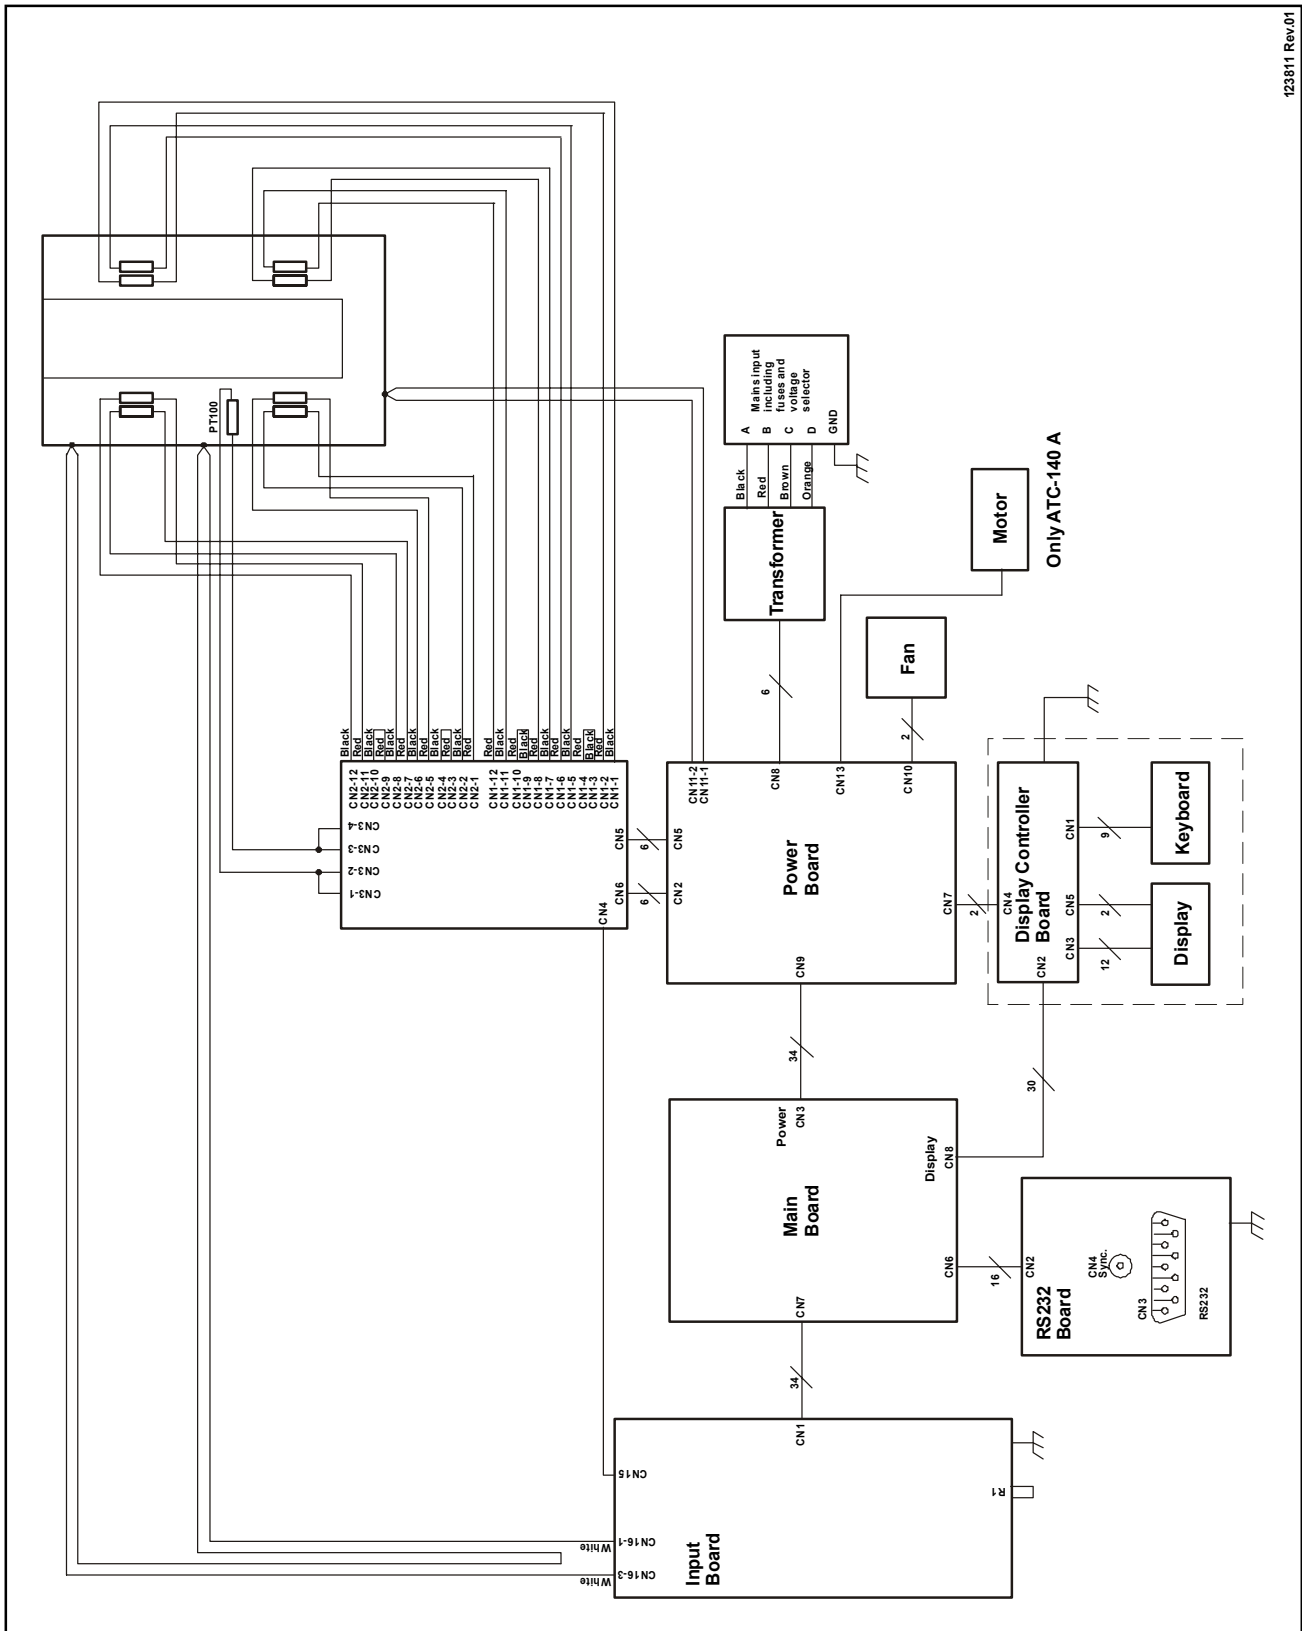 123811 Rev.01
PT100
A
B
C
D
GND
Mains input
including
fuses and
voltage
selector
Black
Red
Brown
Orange
Transformer
6
Motor
Only ATC-140 A
Fan
2
Black
Red
Black
Red
Black
Red
Black
Red
Black
Red
Black
Red
Red
Black
Red
Black
Red
Black
Red
Black
Red
Black
Red
Black
CN2-12
CN2-11
CN2-10
CN2-9
CN2-8
CN2-7
CN2-6
CN2-5
CN2-4
CN2-3
CN2-2
CN2-1
CN1-12
CN1-11
CN1-10
CN1-9
CN1-8
CN1-7
CN1-6
CN1-5
CN1-4
CN1-3
CN1-2
CN1-1
CN3-4
CN3-3
CN3-2
CN3-1
CN5
CN6
CN4
6
6
CN5
CN2
CN11-2
CN11-1
CN8
CN13
CN10
Power
Board
CN7
CN9
2
CN4
Display Controller
Board
CN1
CN5
CN3
CN2
9
2
12
Keyboard
Display
34
30
Power
CN3
Main
Board
Display
CN8
CN6
CN7
16
CN2
RS232
Board
CN4
Sync.
CN3
RS232
34
CN1
CN15
CN16-1
CN16-3
White
White
Input
Board
R1